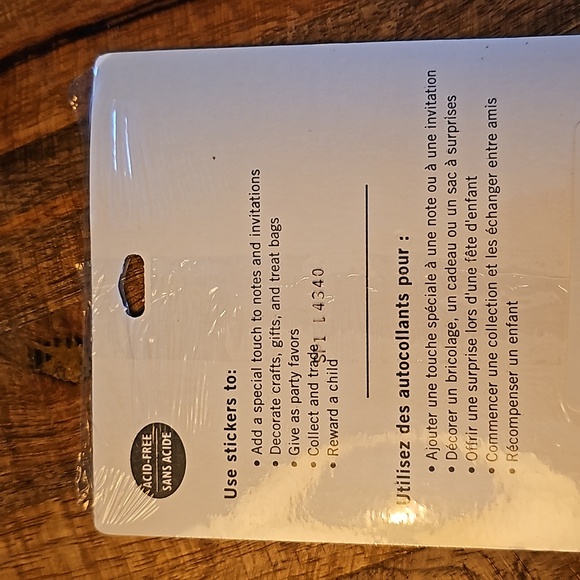 ACID-FREE
SANS ACIDE
Use stickers to:
• Add a special touch to notes and invitations
• Decorate crafts, gifts, and treat bags
• Give as party favors
• Collect and trade
• Reward a child
L4340
Utilisez des autocollants pour :
• Ajouter une touche spéciale à une note ou à une invitation
• Décorer un bricolage, un cadeau ou un sac à surprises
• Offrir une surprise lors d'une fête d'enfant
• Commencer une collection et les échanger entre amis
• Récompenser un enfant